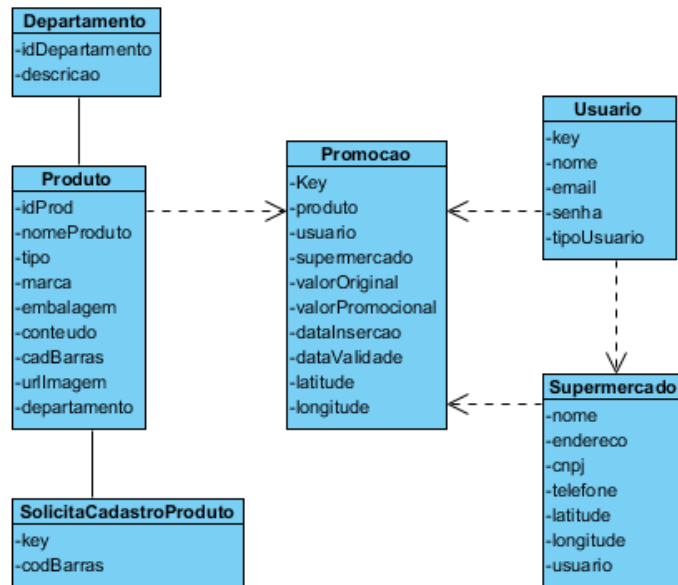 Departamento
-idDepartamento
-descricao
Produto
-idProd
-nomeProduto
-tipo
-marca
-embalagem
-conteudo
-cadBarras
-urlImagem
-departamento
SolicitaCadastroProduto
-key
-codBarras
Promocao
-Key
-produto
-usuario
-supermercado
-valorOriginal
-valorPromocional
-dataInsercao
-dataValidade
-latitude
-longitude
Usuario
-key
-nome
-email
-senha
-tipoUsuario
Supermercado
-nome
-endereco
-cnpj
-telefone
-latitude
-longitude
-usuario